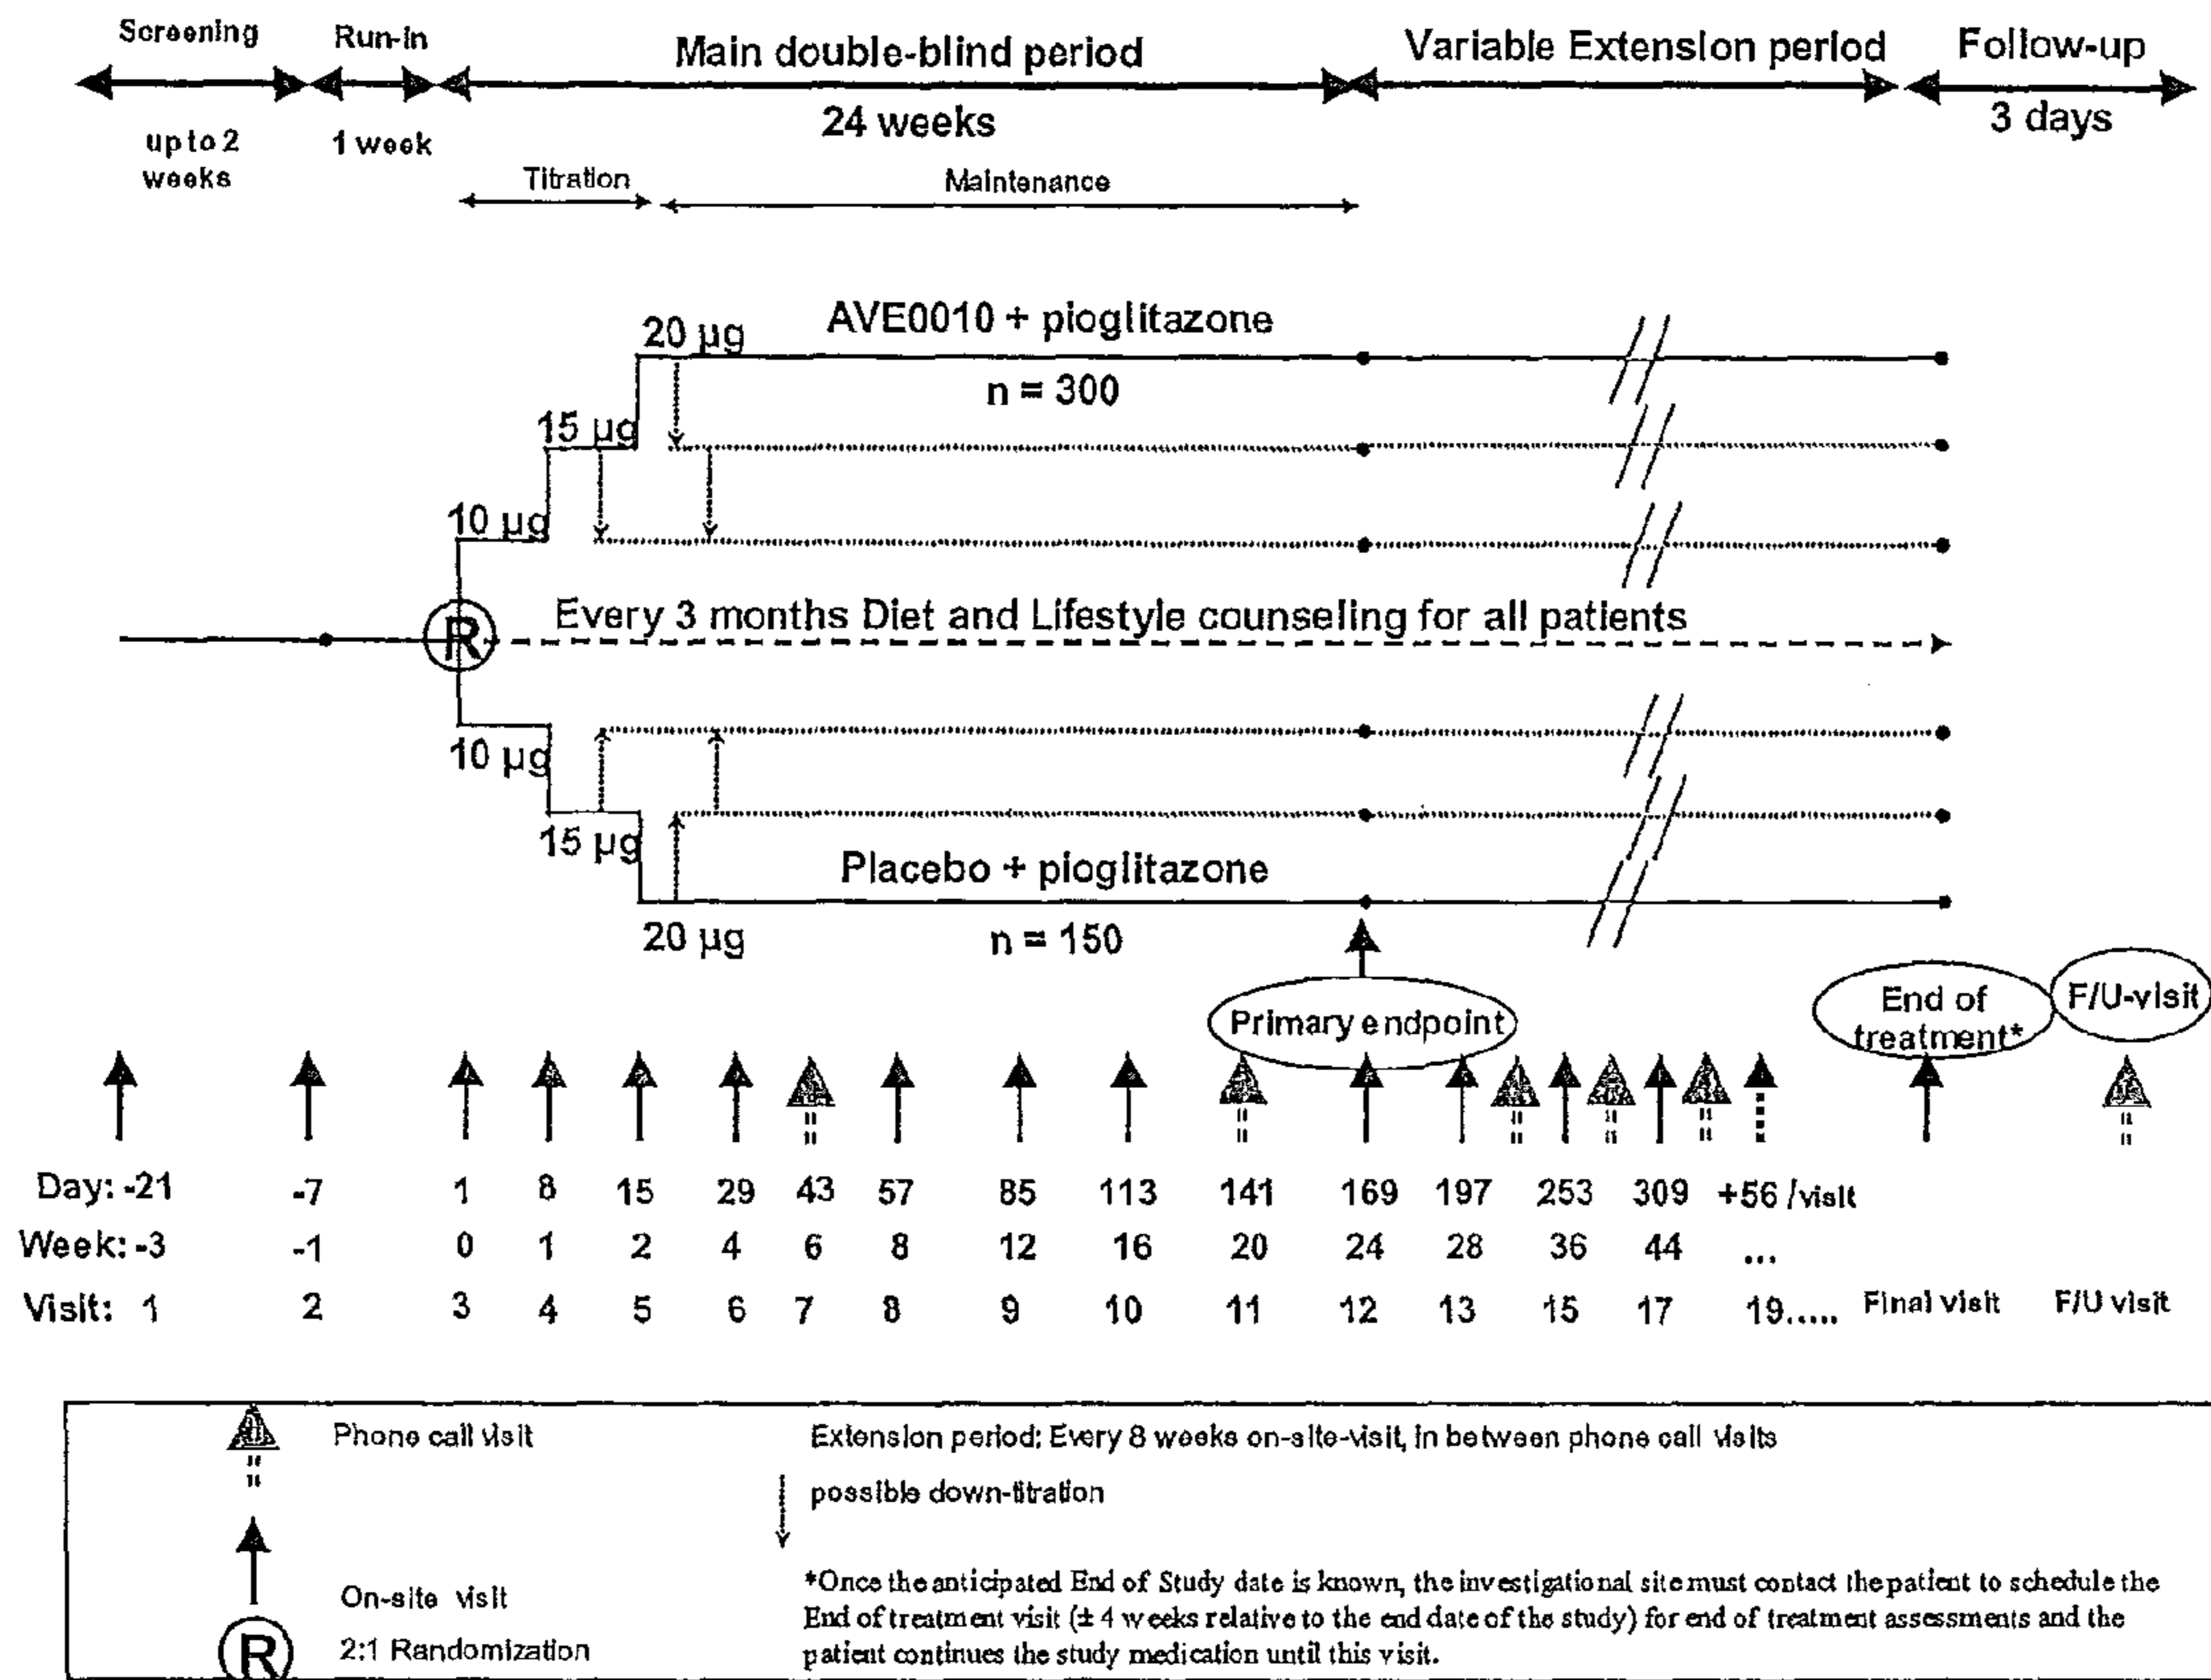 Screening
Run-in
Main double-blind period
Variable Extension period
Follow-up
up to 2
weeks
1 week
24 weeks
3 days
Titration
Maintenance
20 µg
AVE0010 + pioglitazone
n = 300
15 µg
10 µg
Every 3 months Diet and Lifestyle counseling for all patients
R
10 µg
15 µg
Placebo + pioglitazone
20 µg
n = 150
Primary endpoint
End of
treatment*
F/U-visit
Day: -21 -7 1 8 15 29 43 57 85 113 141 169 197 253 309 +56 /visit
Week: -3 -1 0 1 2 4 6 8 12 16 20 24 28 36 44 ...
Visit: 1 2 3 4 5 6 7 8 9 10 11 12 13 15 17 19..... Final visit F/U visit
Phone call visit
Extension period: Every 8 weeks on-site-visit, in between phone call visits
possible down-titration
On-site visit
R 2:1 Randomization
*Once the anticipated End of Study date is known, the investigational site must contact the patient to schedule the
End of treatment visit (± 4 weeks relative to the end date of the study) for end of treatment assessments and the
patient continues the study medication until this visit.